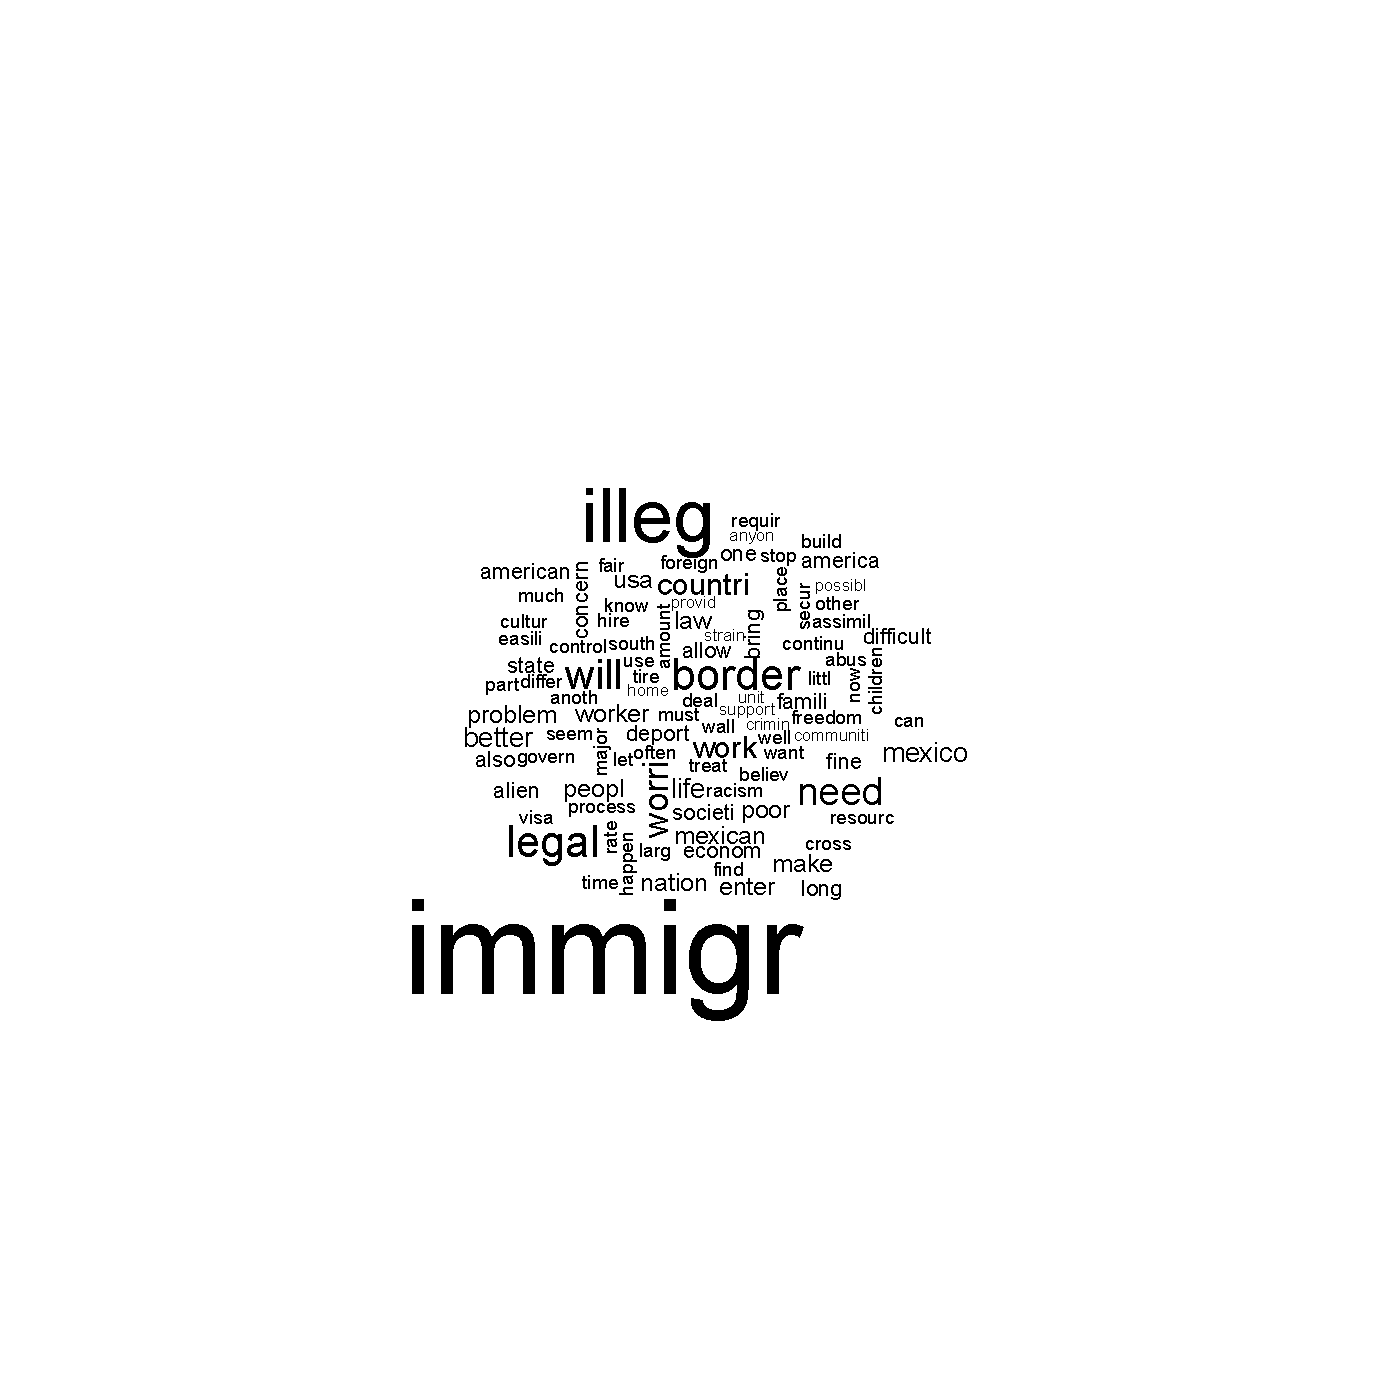 illeg
requir
anyon
build
one
stop
america
foreign
fair
american
concern
usa
countri
place
possibl
much
know
amount
provid
secur
other
cultur
hire
law
bring
assimil
easili
control
south
strain
continu
difficult
allow
state
use
abus
children
will
border
part
differ
tire
littl
now
home
anoth
deal
unit
famili
problem
worker
must
support
freedom
can
wall
crimin
better
seem
deport
well
communiti
also
govern
major
let
often
work
want
mexico
treat
fine
worri
believ
alien
peopl
life
racism
need
process
visa
societi
poor
resourc
legal
rate
mexican
happen
larg
econom
cross
find
make
time
nation
enter
long
immigr